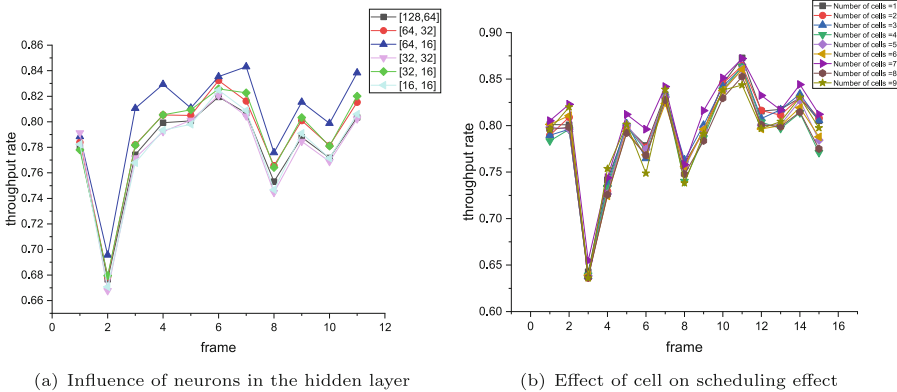 [128,64]
[64, 32]
[64, 16]
[32, 32]
[32, 16]
[16, 16]
0.86
0.84
0.82
0.80
0.78
0.76
0.74
0.72
0.70
0.68
0.66
throughput rate
0
2
4
6
8
10
12
frame
(a) Influence of neurons in the hidden layer
Number of cells =1
Number of cells =2
Number of cells =3
Number of cells =4
Number of cells =5
Number of cells =6
Number of cells =7
Number of cells =8
Number of cells =9
0.90
0.85
0.80
0.75
0.70
0.65
0.60
throughput rate
0
2
4
6
8
10
12
14
16
frame
(b) Effect of cell on scheduling effect